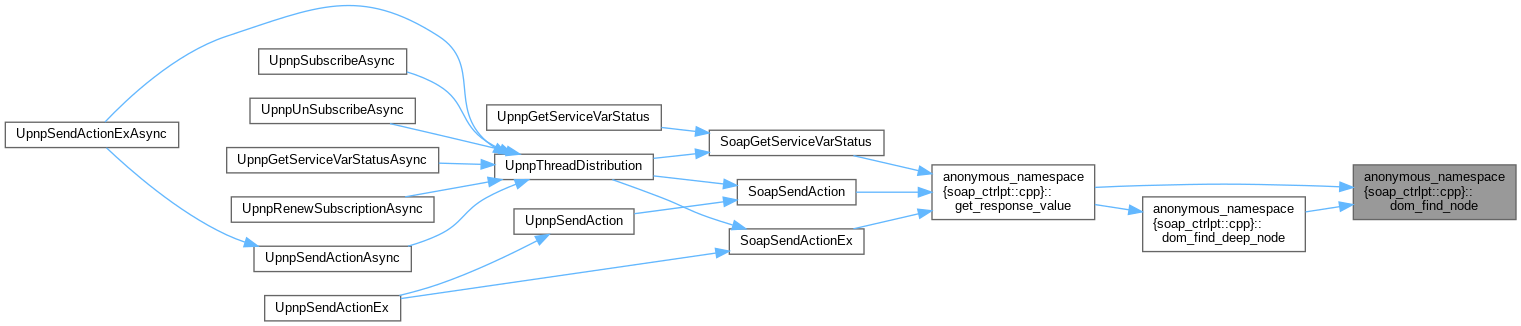 UpnpSendActionExAsync
UpnpSubscribeAsync
UpnpUnSubscribeAsync
UpnpGetServiceVarStatusAsync
UpnpRenewSubscriptionAsync
UpnpSendActionAsync
UpnpSendActionEx
UpnpGetServiceVarStatus
UpnpThreadDistribution
UpnpSendAction
SoapGetServiceVarStatus
SoapSendAction
SoapSendActionEx
anonymous_namespace
{soap_ctrlpt::cpp}::
get_response_value
anonymous_namespace
{soap_ctrlpt::cpp}::
dom_find_deep_node
anonymous_namespace
{soap_ctrlpt::cpp}::
dom_find_node